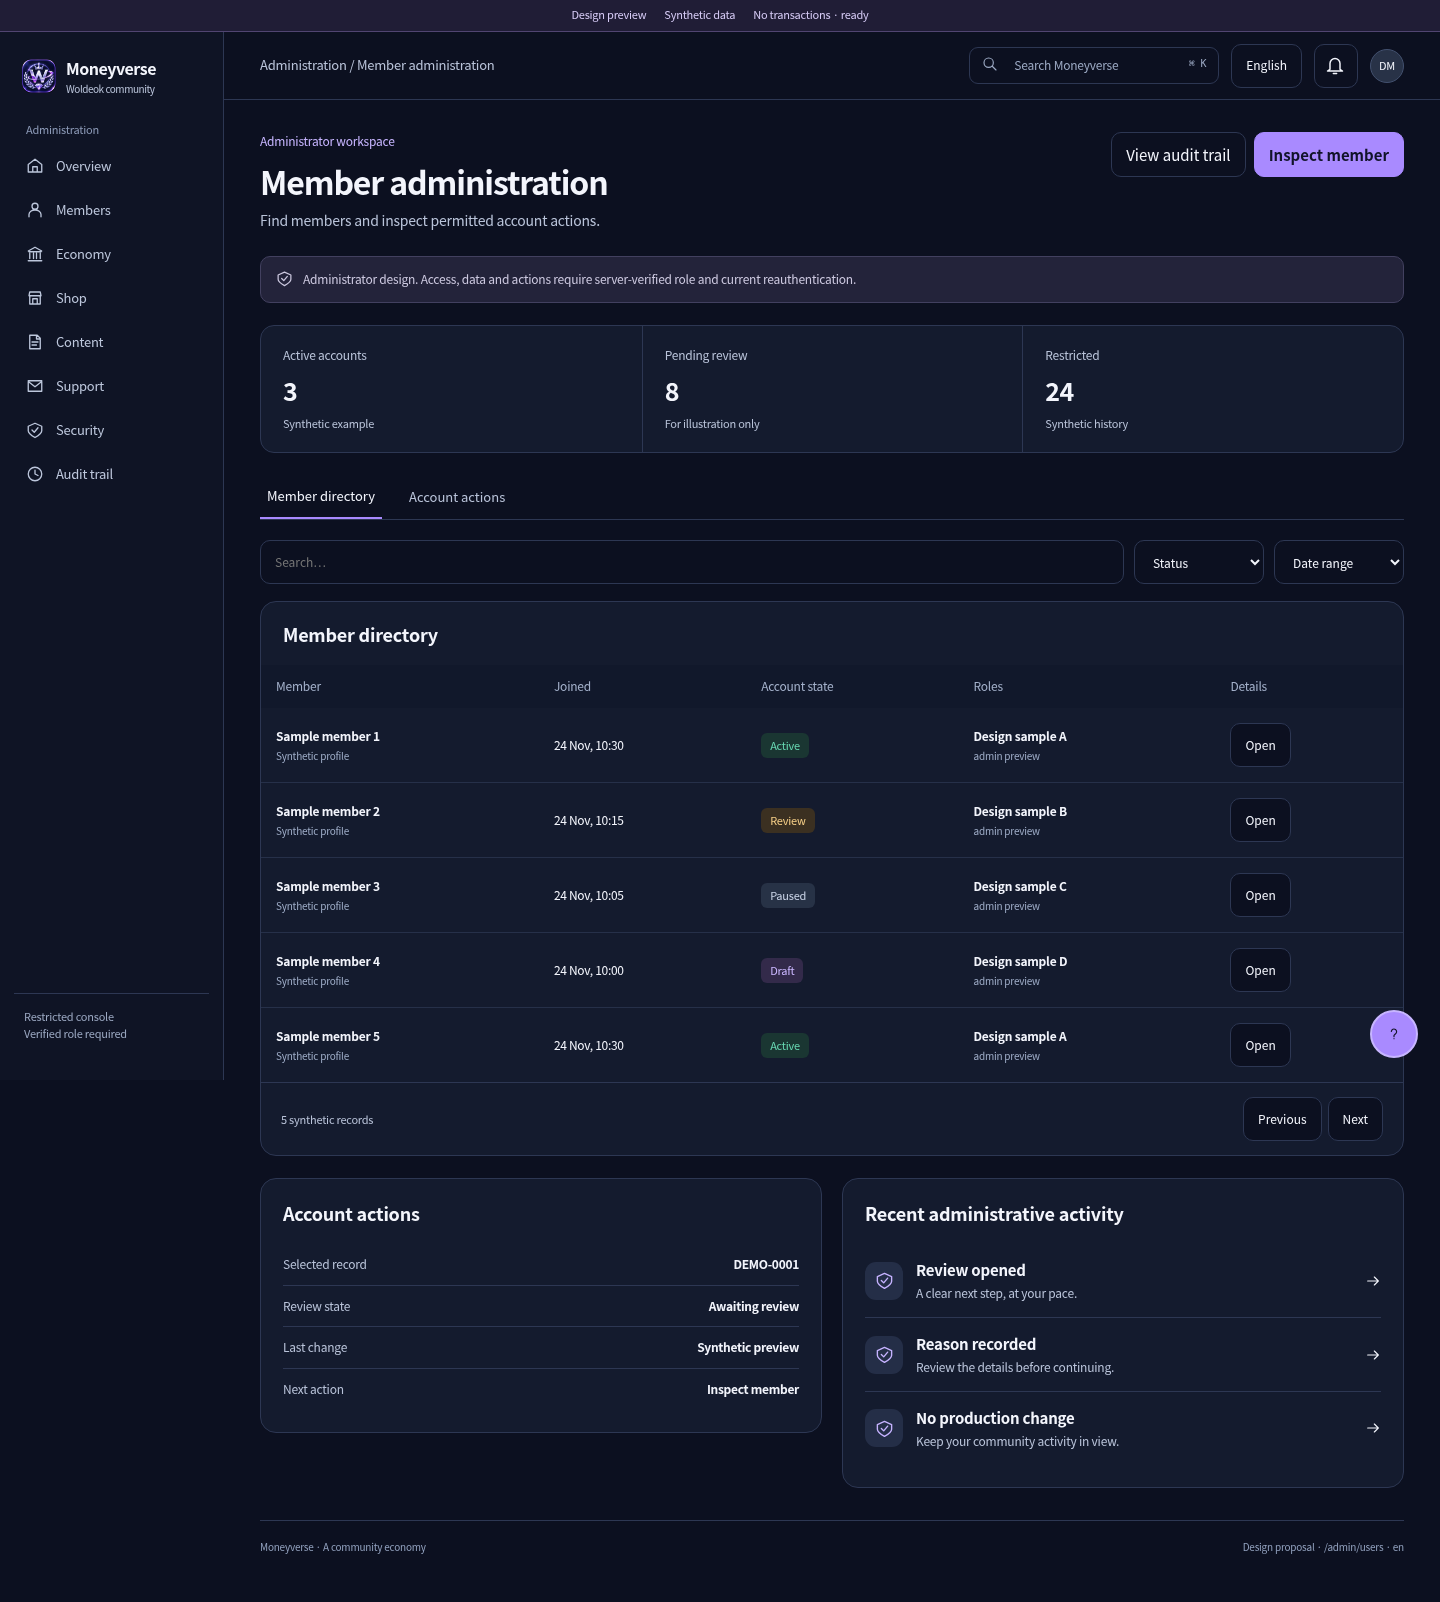 Design preview Synthetic data No transactions · ready
Moneyverse
Woldeok community
Administration
Overview
Members
Economy
Shop
Content
Support
Security
Audit trail
Restricted console
Verified role required
Administration / Member administration
Search Moneyverse ⌘ K
English
DM
Administrator workspace
Member administration
Find members and inspect permitted account actions.
View audit trail
Inspect member
Administrator design. Access, data and actions require server-verified role and current reauthentication.
Active accounts
3
Synthetic example
Pending review
8
For illustration only
Restricted
24
Synthetic history
Member directory Account actions
Search…
Status
Date range
Member directory
Member Joined Account state Roles Details
Sample member 1
Synthetic profile
24 Nov, 10:30
Active
Design sample A
admin preview
Open
Sample member 2
Synthetic profile
24 Nov, 10:15
Review
Design sample B
admin preview
Open
Sample member 3
Synthetic profile
24 Nov, 10:05
Paused
Design sample C
admin preview
Open
Sample member 4
Synthetic profile
24 Nov, 10:00
Draft
Design sample D
admin preview
Open
Sample member 5
Synthetic profile
24 Nov, 10:30
Active
Design sample A
admin preview
Open
?
5 synthetic records
Previous
Next
Account actions
Selected record DEMO-0001
Review state Awaiting review
Last change Synthetic preview
Next action Inspect member
Recent administrative activity
Review opened
A clear next step, at your pace.
Reason recorded
Review the details before continuing.
No production change
Keep your community activity in view.
Moneyverse · A community economy
Design proposal · /admin/users · en